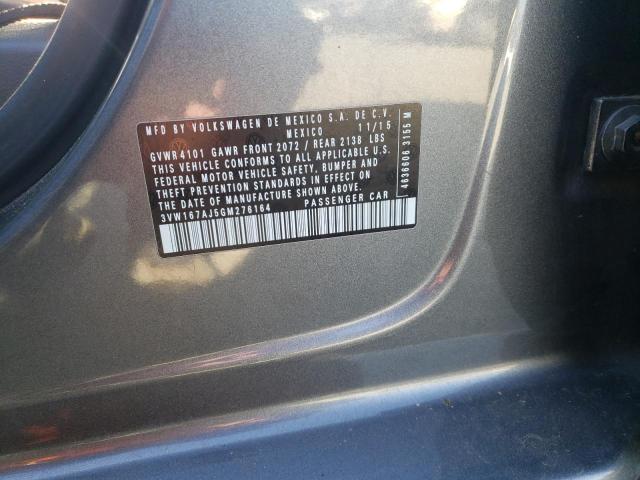 MFD BY VOLKSWAGEN DE MEXICO S.A. DE C.V.
MEXICO 11/15
GVWR 4101 GAWR FRONT 2072 / REAR 2138 LBS
THIS VEHICLE CONFORMS TO ALL APPLICABLE U.S.
FEDERAL MOTOR VEHICLE SAFETY, BUMPER AND
THEFT PREVENTION STANDARDS IN EFFECT ON
THE DATE OF MANUFACTURE SHOWN ABOVE.
3VW167AJ5GM276164 PASSENGER CAR
4636606 3155 M